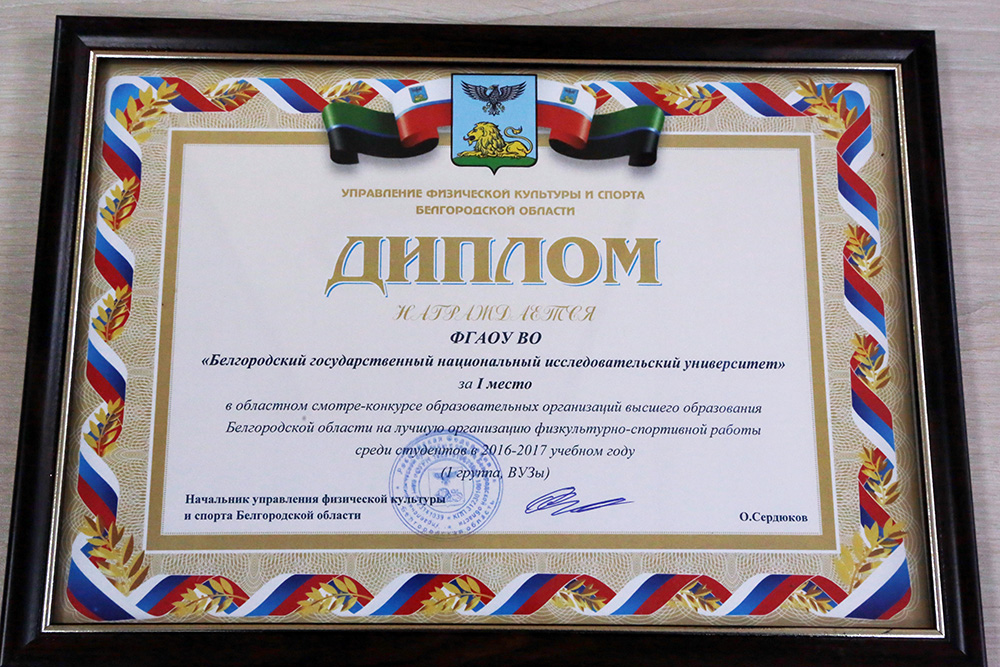 УПРАВЛЕНИЕ ФИЗИЧЕСКОЙ КУЛЬТУРЫ И СПОРТА
БЕЛГОРОДСКОЙ ОБЛАСТИ
ДИПЛОМ
НАГРАЖДАЕТСЯ
ФГАОУ ВО
«Белгородский государственный национальный исследовательский университет»
за I место
в областном смотре-конкурсе образовательных организаций высшего образования
Белгородской области на лучшую организацию физкультурно-спортивной работы
среди студентов в 2016-2017 учебном году
(I группа, ВУЗы)
Начальник управления физической культуры
и спорта Белгородской области
О.Сердюков